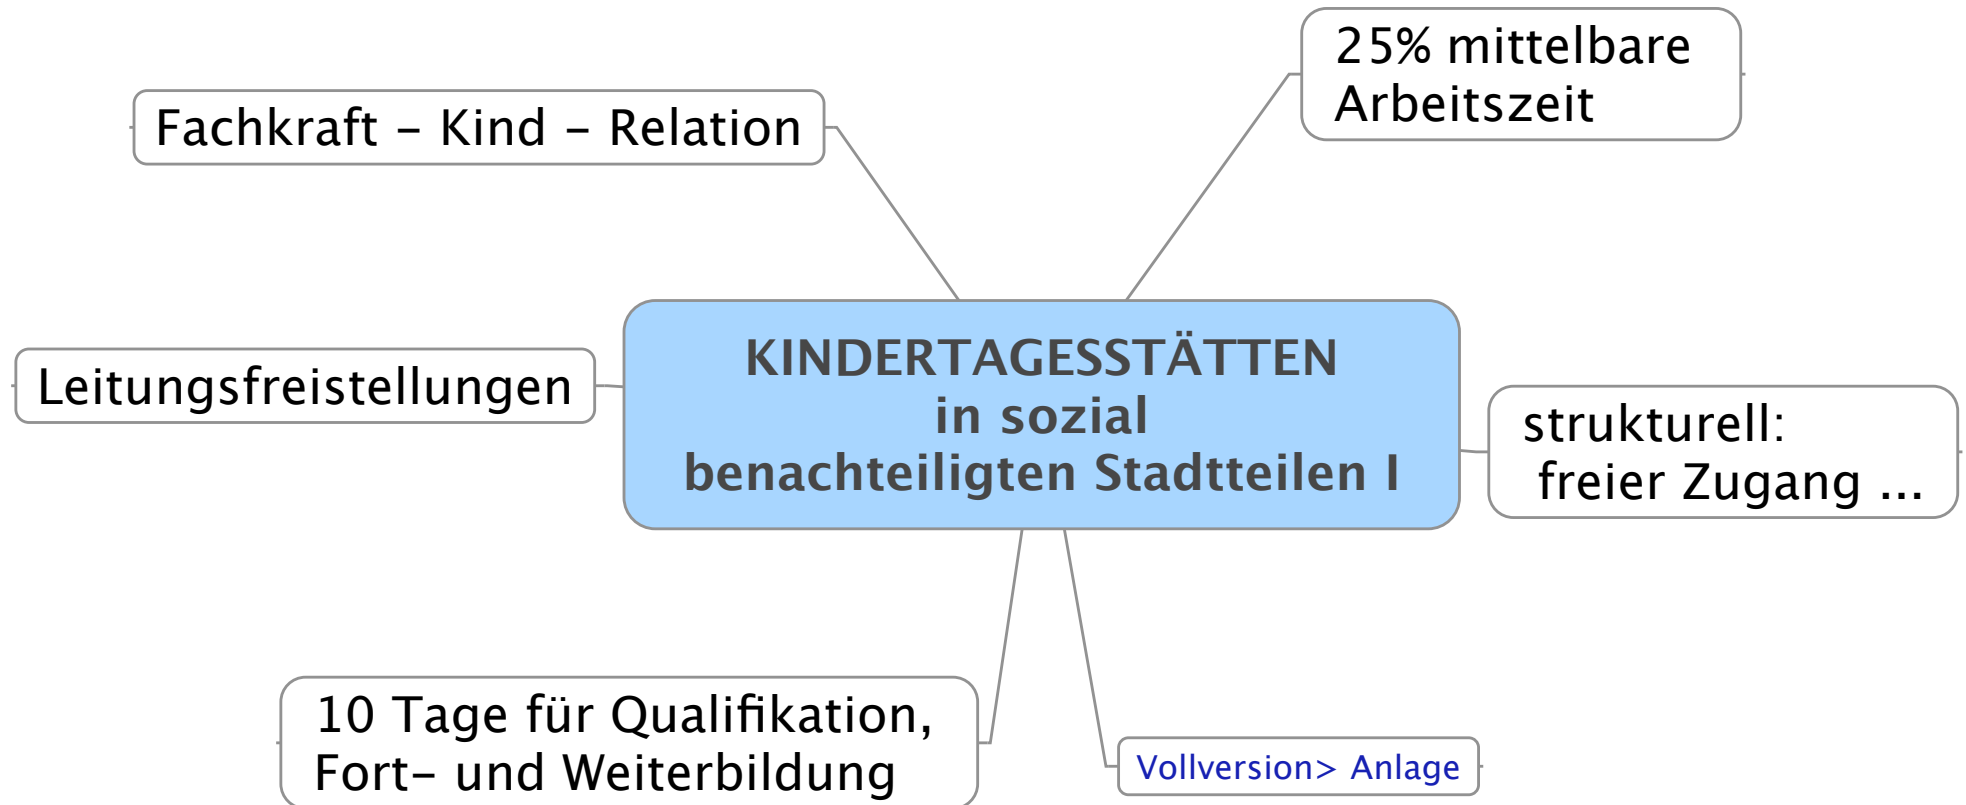 25% mittelbare
Arbeitszeit
Fachkraft – Kind – Relation
KINDERTAGESSTÄTTEN
in sozial
benachteiligten Stadtteilen I
Leitungsfreistellungen
strukturell:
freier Zugang ...
10 Tage für Qualifikation,
Fort– und Weiterbildung
Vollversion> Anlage